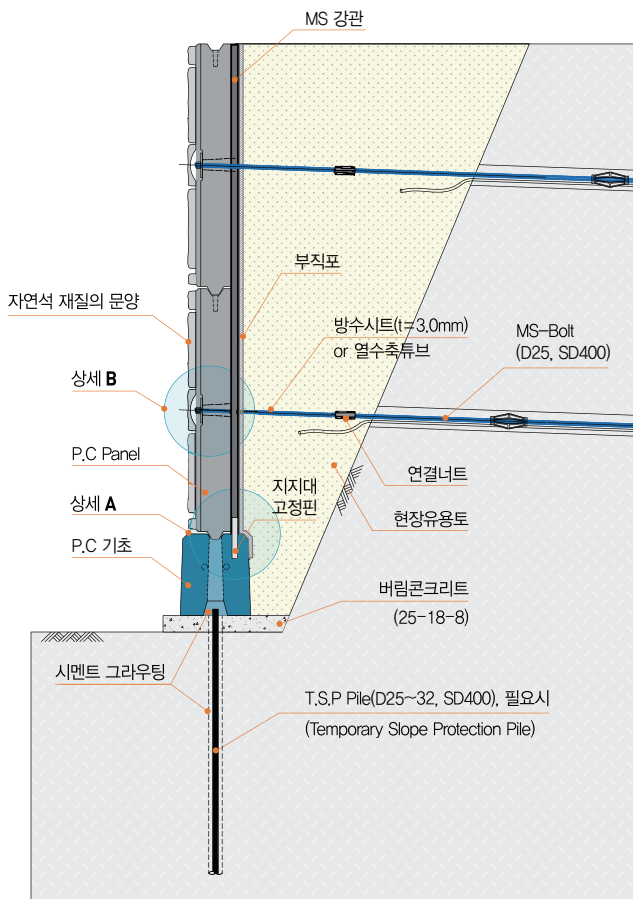 MS 강관
부직포
자연석 재질의 문양
방수시트(t=3.0mm)
or 열수축튜브
MS-Bolt
(D25, SD400)
상세 B
P.C Panel
연결너트
지지대
고정핀
상세 A
현장유용토
P.C 기초
버림콘크리트
(25-18-8)
시멘트 그라우팅
T.S.P Pile(D25~32, SD400), 필요시
(Temporary Slope Protection Pile)